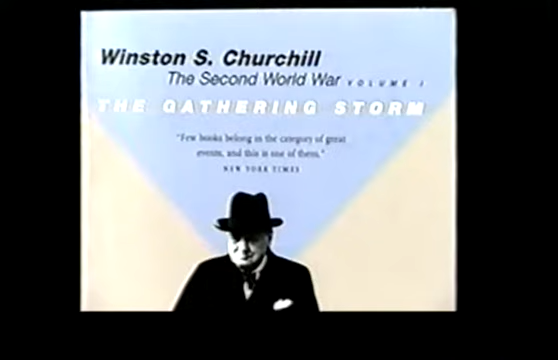 Winston S. Churchill
The Second World War VOLUME I
THE GATHERING STORM
"Few books belong in the category of great
events, and this is one of them."
NEW YORK TIMES